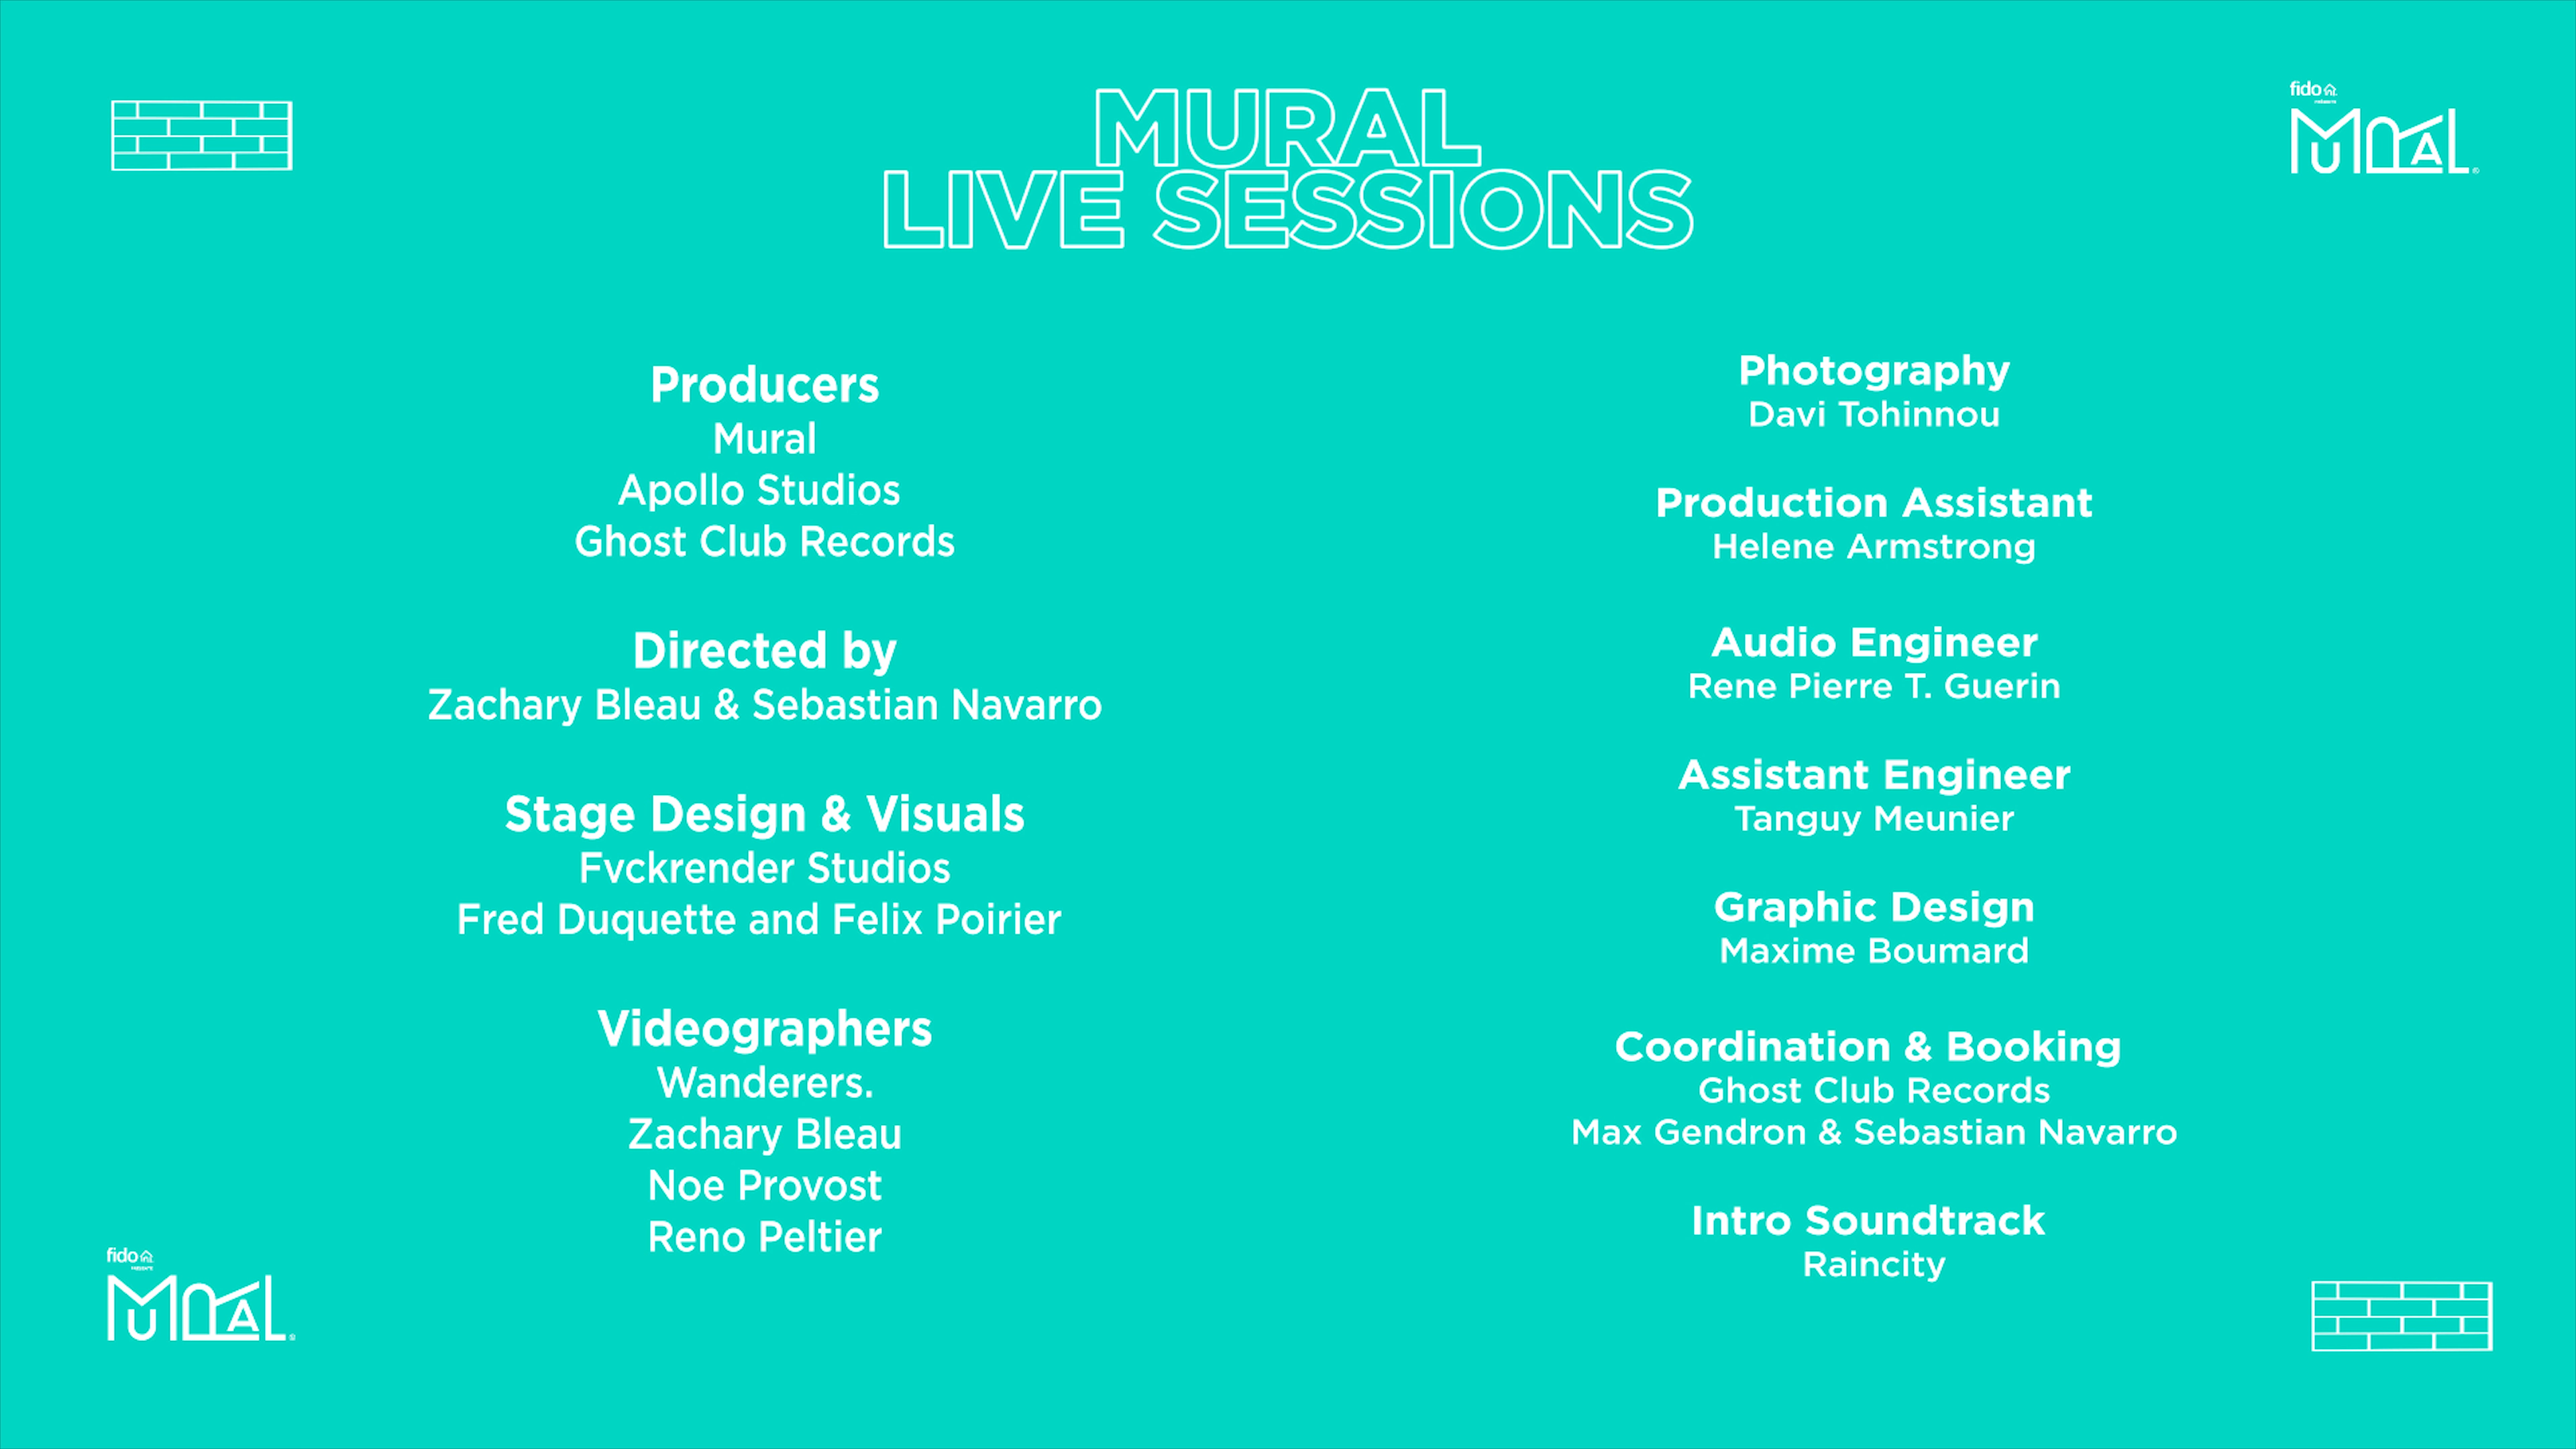 MURAL
LIVE SESSIONS
fido
MURAL
Producers
Mural
Apollo Studios
Ghost Club Records
Directed by
Zachary Bleau & Sebastian Navarro
Stage Design & Visuals
Fvckrender Studios
Fred Duquette and Felix Poirier
Videographers
Wanderers.
Zachary Bleau
Noe Provost
Reno Peltier
Photography
Davi Tohinnou
Production Assistant
Helene Armstrong
Audio Engineer
Rene Pierre T. Guerin
Assistant Engineer
Tanguy Meunier
Graphic Design
Maxime Boumard
Coordination & Booking
Ghost Club Records
Max Gendron & Sebastian Navarro
Intro Soundtrack
Raincity
fido
MURAL